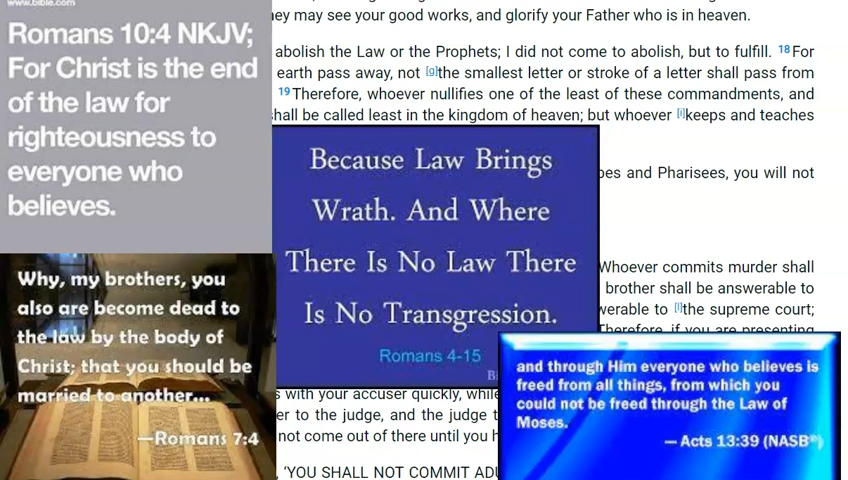 www.bible.com
Romans 10:4 NKJV;
For Christ is the end
of the law for
righteousness to
everyone who
believes.
Why, my brothers, you
also are become dead to
the law by the body of
Christ; that you should be
married to another...
—Romans 7:4
they may see your good works, and glorify your Father who is in heaven.
abolish the Law or the Prophets; I did not come to abolish, but to fulfill. 18 For
earth pass away, not [g]the smallest letter or stroke of a letter shall pass from
19 Therefore, whoever nullifies one of the least of these commandments, and
shall be called least in the kingdom of heaven; but whoever [i]keeps and teaches
and Pharisees, you will not
Whoever commits murder shall
brother shall be answerable to
to [l]the supreme court;
Therefore, if you are presenting
Because Law Brings
Wrath. And Where
There Is No Law There
Is No Transgression.
Romans 4-15
with your accuser quickly, while
to the judge, and the judge
not come out of there until
'YOU SHALL NOT COMMIT
and through Him everyone who believes is
freed from all things, from which you
could not be freed through the Law of
Moses.
— Acts 13:39 (NASB®)